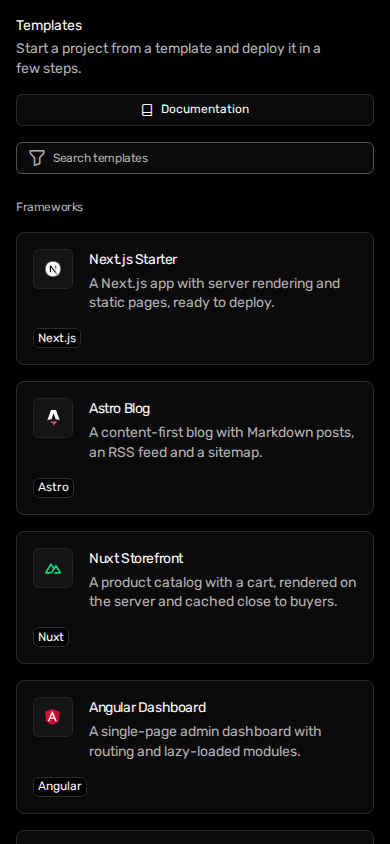 Templates
Start a project from a template and deploy it in a
few steps.
Documentation
Search templates
Frameworks
Next.js Starter
A Next.js app with server rendering and
static pages, ready to deploy.
Next.js
Astro Blog
A content-first blog with Markdown posts,
an RSS feed and a sitemap.
Astro
Nuxt Storefront
A product catalog with a cart, rendered on
the server and cached close to buyers.
Nuxt
Angular Dashboard
A single-page admin dashboard with
routing and lazy-loaded modules.
Angular